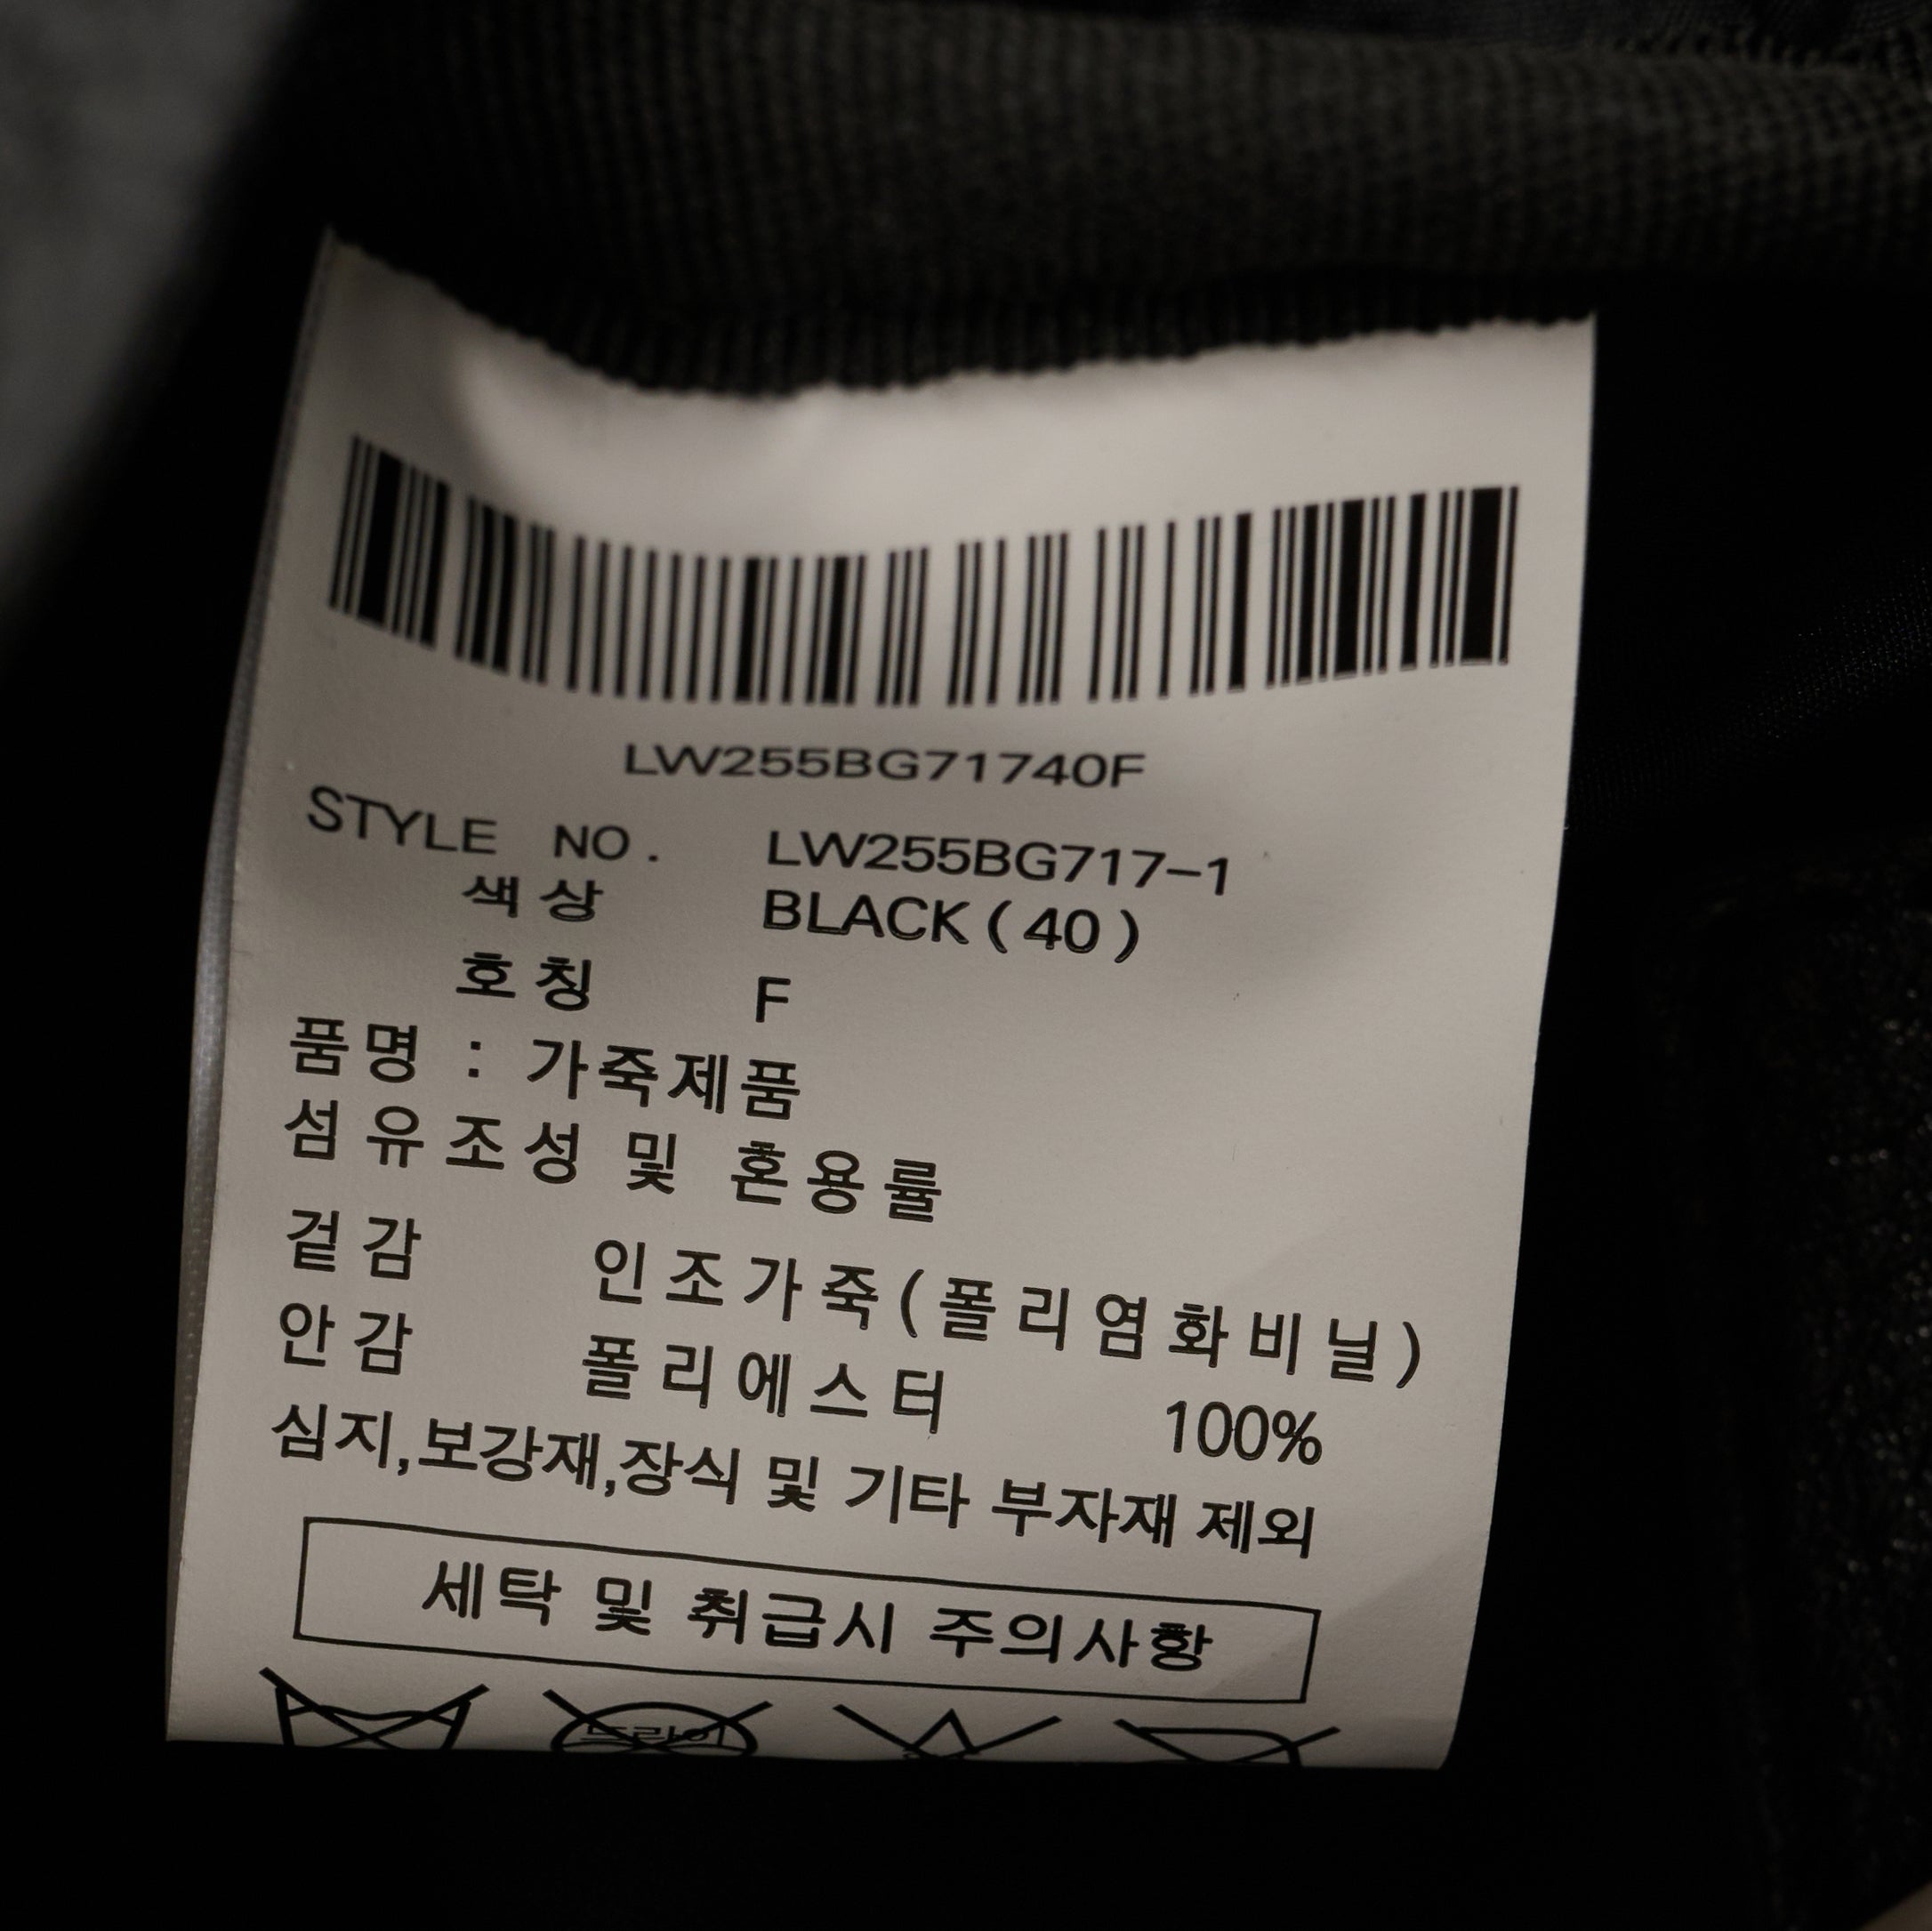 LW255BG71740F
STYLE NO. LW255BG717-1
색상 BLACK(40)
호칭 F
품명 : 가죽제품
섬유조성 및 혼용률
겉감 인조가죽(폴리염화비닐)
안감 폴리에스터 100%
심지,보강재,장식 및 기타 부자재 제외
세탁 및 취급시 주의사항
드라이